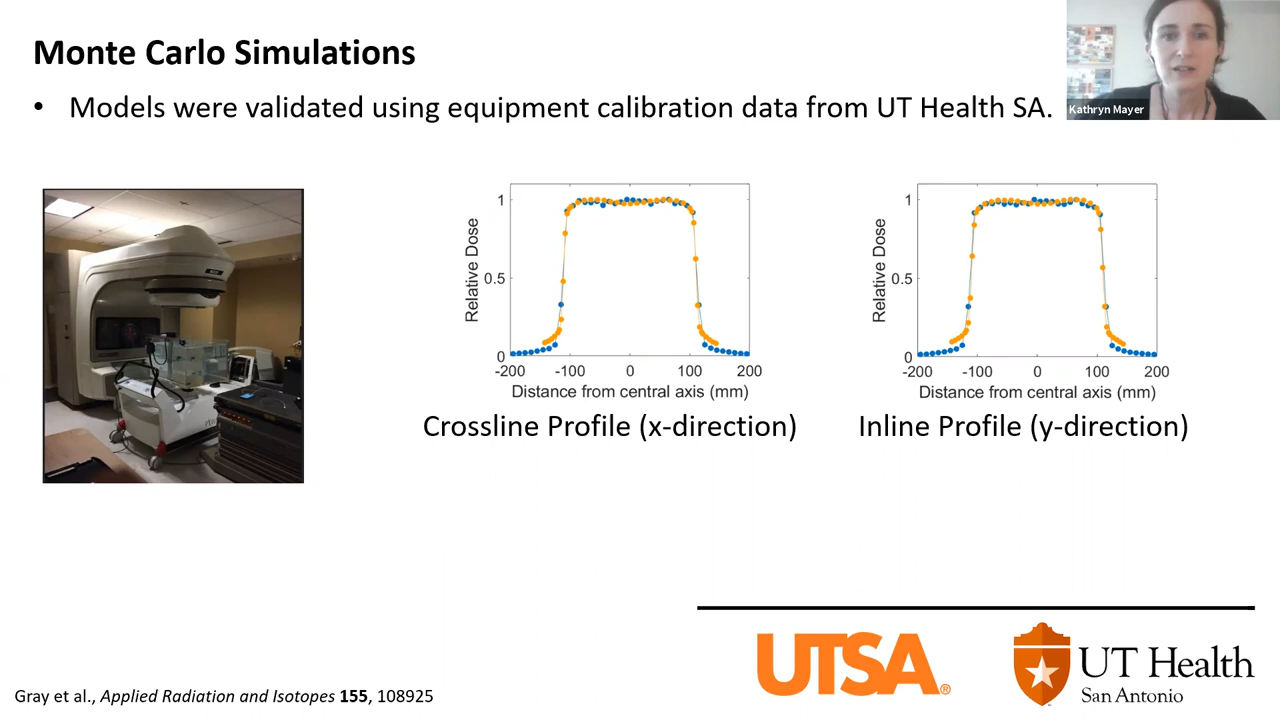 Monte Carlo Simulations
• Models were validated using equipment calibration data from UT Health SA.
Kathryn Mayer
1
0.5
0
Relative Dose
-200 -100 0 100 200
Distance from central axis (mm)
Crossline Profile (x-direction)
1
0.5
0
Relative Dose
-200 -100 0 100 200
Distance from central axis (mm)
Inline Profile (y-direction)
UTSA®
UT Health
San Antonio
Gray et al., Applied Radiation and Isotopes 155, 108925